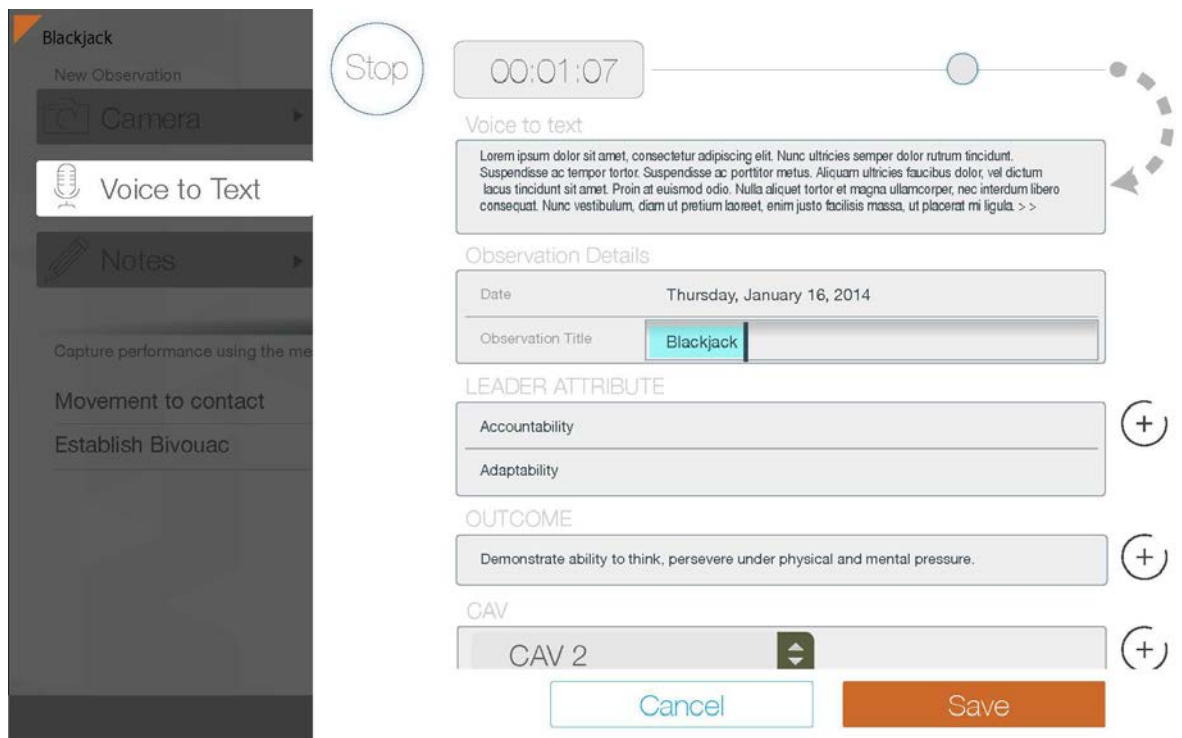 Blackjack
New Observation
Camera
Voice to Text
Notes
Capture performance using the me
Movement to contact
Establish Bivouac
Stop
00:01:07
Voice to text
Lorem ipsum dolor sit amet, consectetur adipiscing elit. Nunc ultricies semper dolor rutrum tincidunt.
Suspendisse ac tempor tortor. Suspendisse ac porttitor metus. Aliquam ultricies faucibus dolor, vel dictum
lacus tincidunt sit amet. Proin at euismod odio. Nulla aliquet tortor et magna ullamcorper, nec interdum libero
consequat. Nunc vestibulum, diam ut pretium laoreet, enim justo facilisis massa, ut placerat mi ligula. > >
Observation Details
Date Thursday, January 16, 2014
Observation Title Blackjack
LEADER ATTRIBUTE
Accountability
Adaptability
OUTCOME
Demonstrate ability to think, persevere under physical and mental pressure.
CAV
CAV 2
Cancel
Save